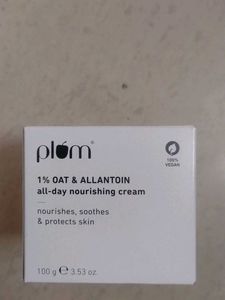 plum®
100%
VEGAN
1% OAT & ALLANTOIN
all-day nourishing cream
nourishes, soothes
& protects skin
100 g ℮ 3.53 oz.